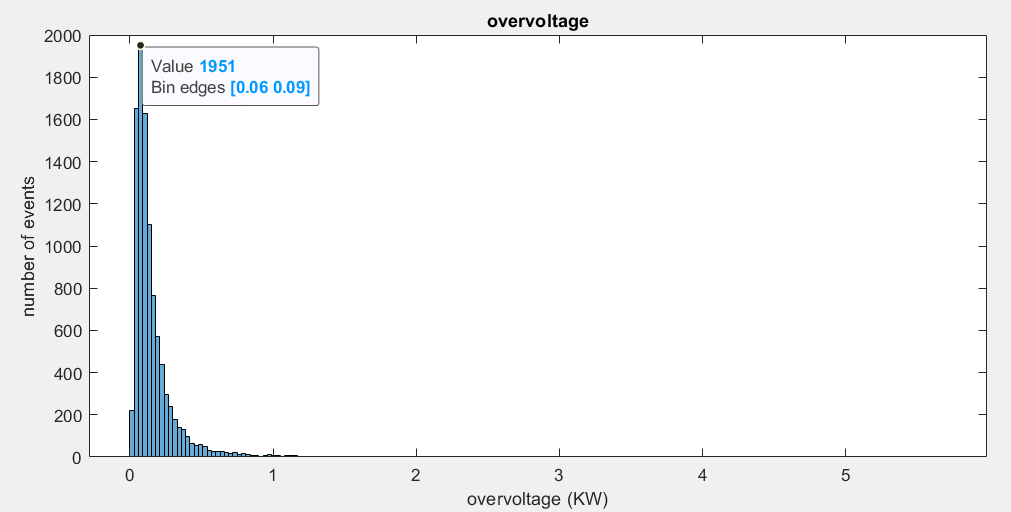 overvoltage
2000
1800
1600
1400
1200
1000
800
600
400
200
0
Value 1951
Bin edges [0.06 0.09]
number of events
0 1 2 3 4 5
overvoltage (KW)